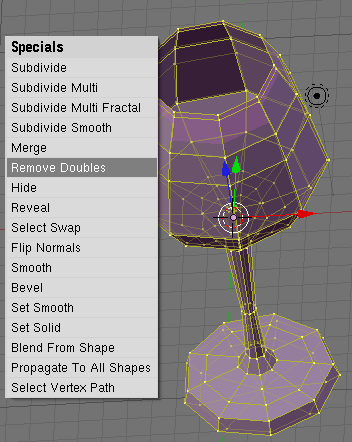 Specials
Subdivide
Subdivide Multi
Subdivide Multi Fractal
Subdivide Smooth
Merge
Remove Doubles
Hide
Reveal
Select Swap
Flip Normals
Smooth
Bevel
Set Smooth
Set Solid
Blend From Shape
Propagate To All Shapes
Select Vertex Path